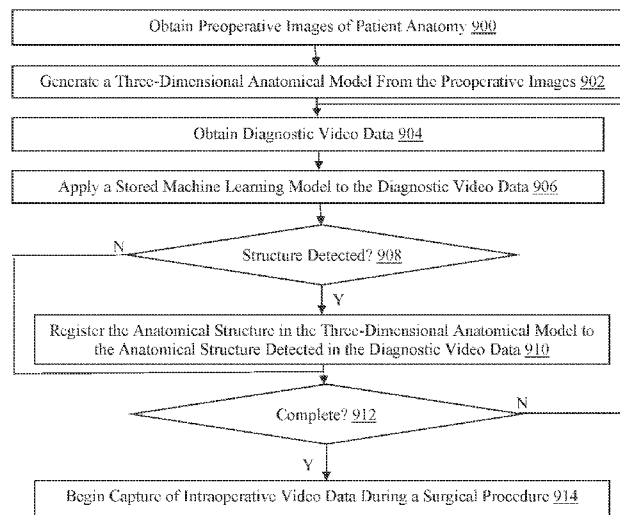 Obtain Preoperative Images of Patient Anatomy 900
Generate a Three-Dimensional Anatomical Model From the Preoperative Images 902
Obtain Diagnostic Video Data 904
Apply a Stored Machine Learning Model to the Diagnostic Video Data 906
N
Structure Detected? 908
Y
Register the Anatomical Structure in the Three-Dimensional Anatomical Model to
the Anatomical Structure Detected in the Diagnostic Video Data 910
Complete? 912
N
Y
Begin Capture of Intraoperative Video Data During a Surgical Procedure 914